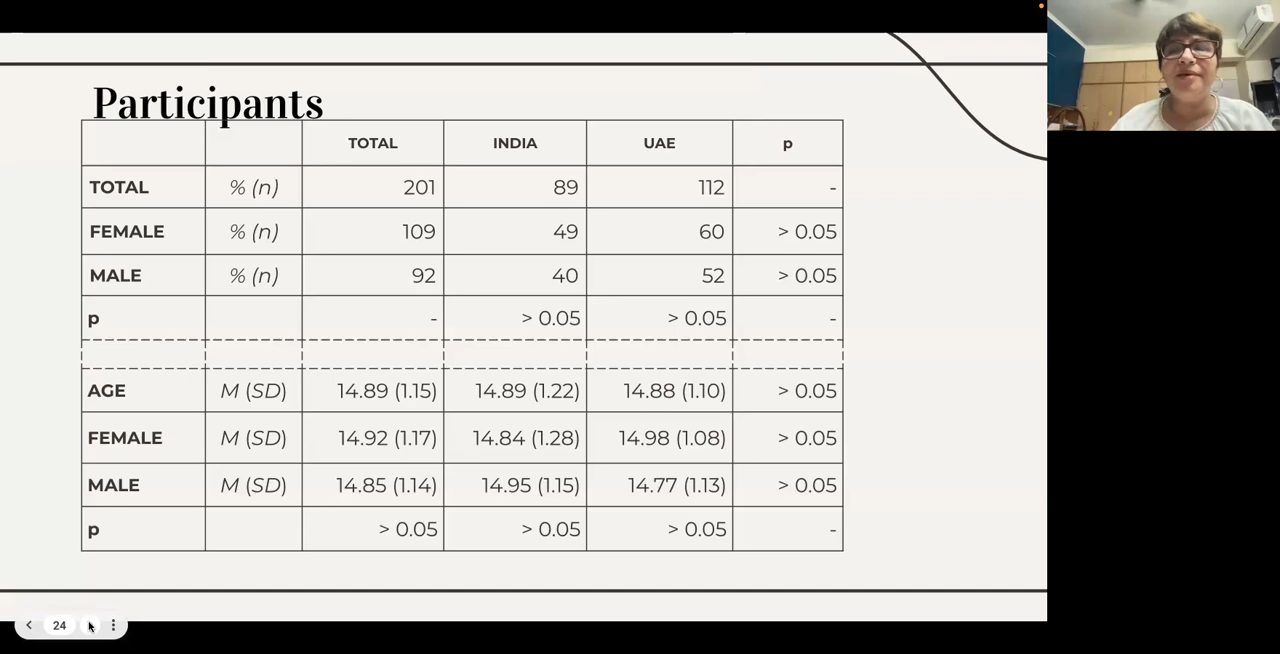 Participants
TOTAL INDIA UAE p
TOTAL % (n) 201 89 112 -
FEMALE % (n) 109 49 60 > 0.05
MALE % (n) 92 40 52 > 0.05
p - > 0.05 > 0.05 -
AGE M (SD) 14.89 (1.15) 14.89 (1.22) 14.88 (1.10) > 0.05
FEMALE M (SD) 14.92 (1.17) 14.84 (1.28) 14.98 (1.08) > 0.05
MALE M (SD) 14.85 (1.14) 14.95 (1.15) 14.77 (1.13) > 0.05
p > 0.05 > 0.05 > 0.05 -
24